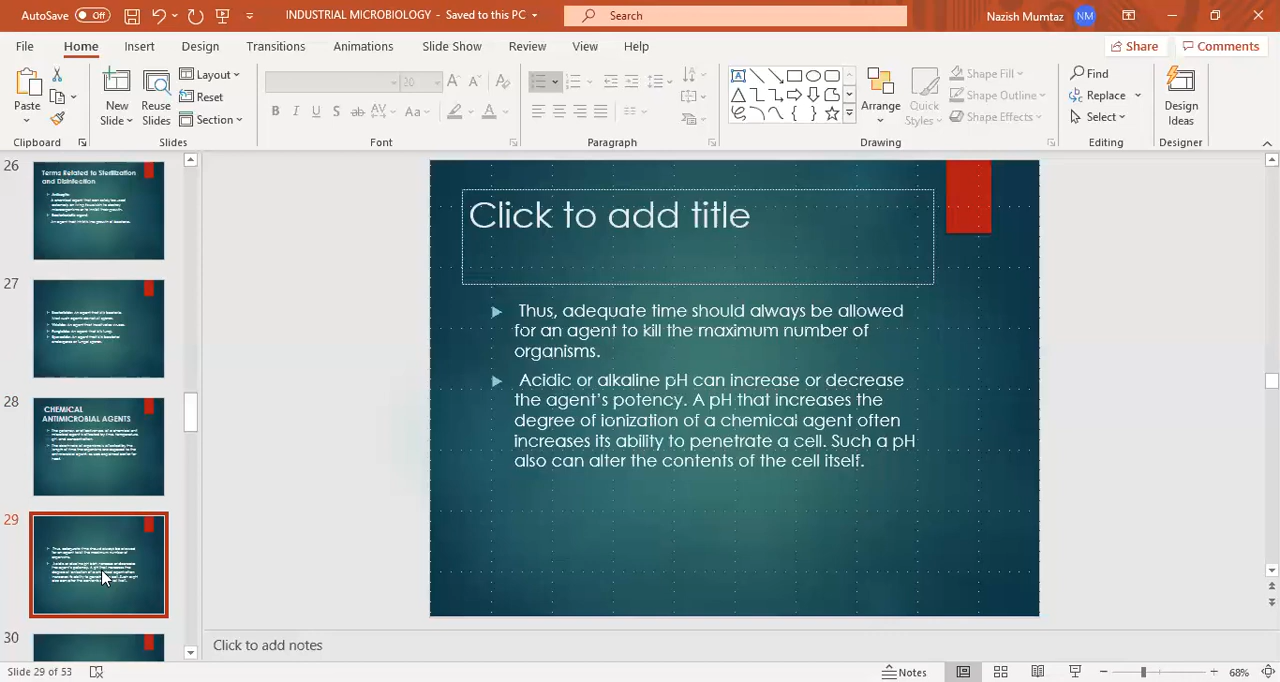 AutoSave Off INDUSTRIAL MICROBIOLOGY - Saved to this PC Search Nazish Mumtaz NM
File Home Insert Design Transitions Animations Slide Show Review View Help Share Comments
Paste New Slide Reuse Slides Layout Reset Section 20 Arrange Quick Styles Shape Fill Shape Outline Shape Effects Find Replace Select Design Ideas
Clipboard Slides Font Paragraph Drawing Editing Designer
26
Terms Related to Sterilization
and Disinfection
27
28
CHEMICAL
ANTIMICROBIAL AGENTS
29
30
Click to add title
Thus, adequate time should always be allowed
for an agent to kill the maximum number of
organisms.
Acidic or alkaline pH can increase or decrease
the agent's potency. A pH that increases the
degree of ionization of a chemical agent often
increases its ability to penetrate a cell. Such a pH
also can alter the contents of the cell itself.
Click to add notes
Slide 29 of 53 Notes 68%